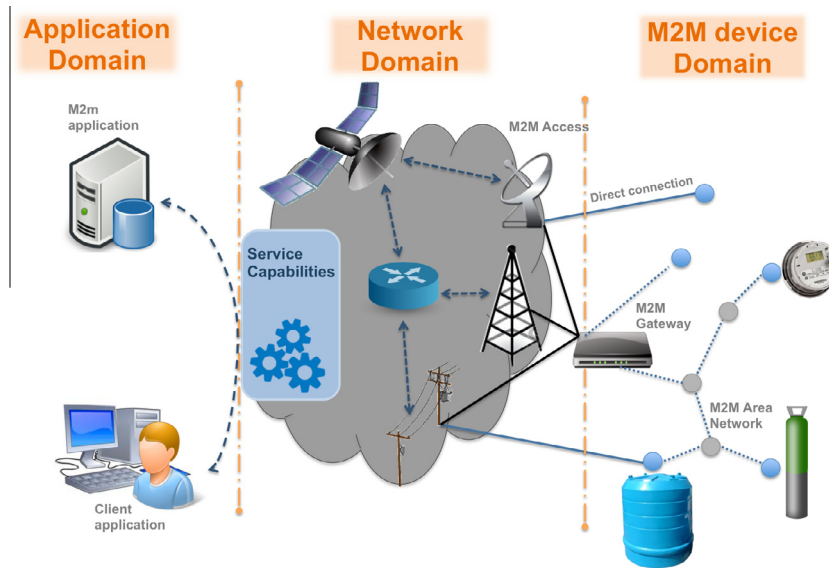 Application
Domain
Network
Domain
M2M device
Domain
M2m
application
M2M Access
Direct connection
Service
Capabilities
M2M
Gateway
M2M Area
Network
Client
application